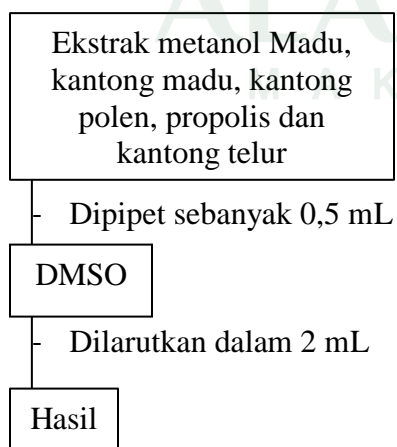 ALA
M A K
Ekstrak metanol Madu,
kantong madu, kantong
polen, propolis dan
kantong telur
- Dipipet sebanyak 0,5 mL
DMSO
- Dilarutkan dalam 2 mL
Hasil